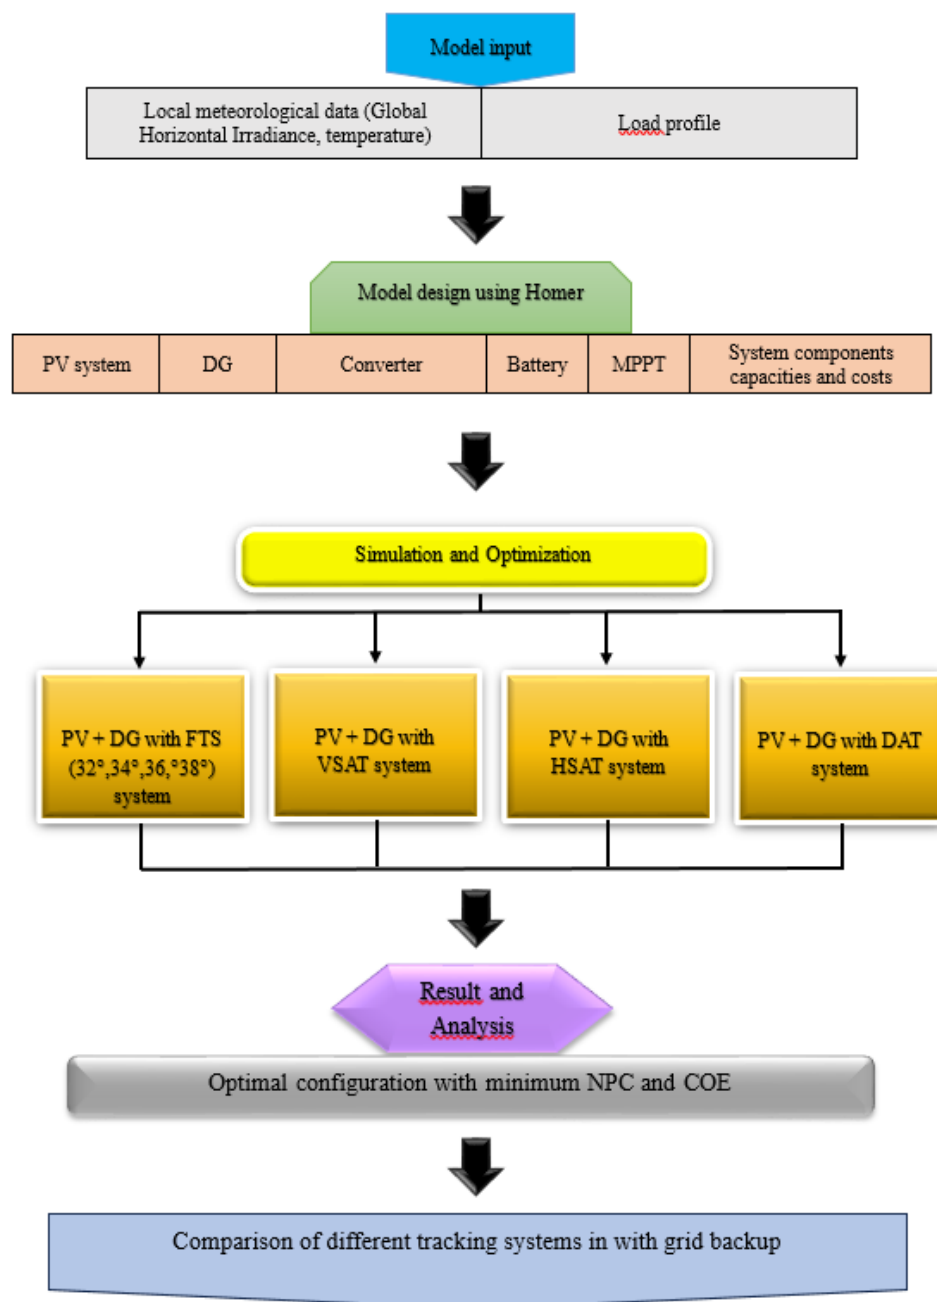 Model input
Local meteorological data (Global
Horizontal Irradiance, temperature)
Load profile
Model design using Homer
PV system
DG
Converter
Battery
MPPT
System components
capacities and costs
Simulation and Optimization
PV + DG with FTS
(32°,34°,36,°38°)
system
PV + DG with
VSAT system
PV + DG with
HSAT system
PV + DG with DAT
system
Result and
Analysis
Optimal configuration with minimum NPC and COE
Comparison of different tracking systems in with grid backup